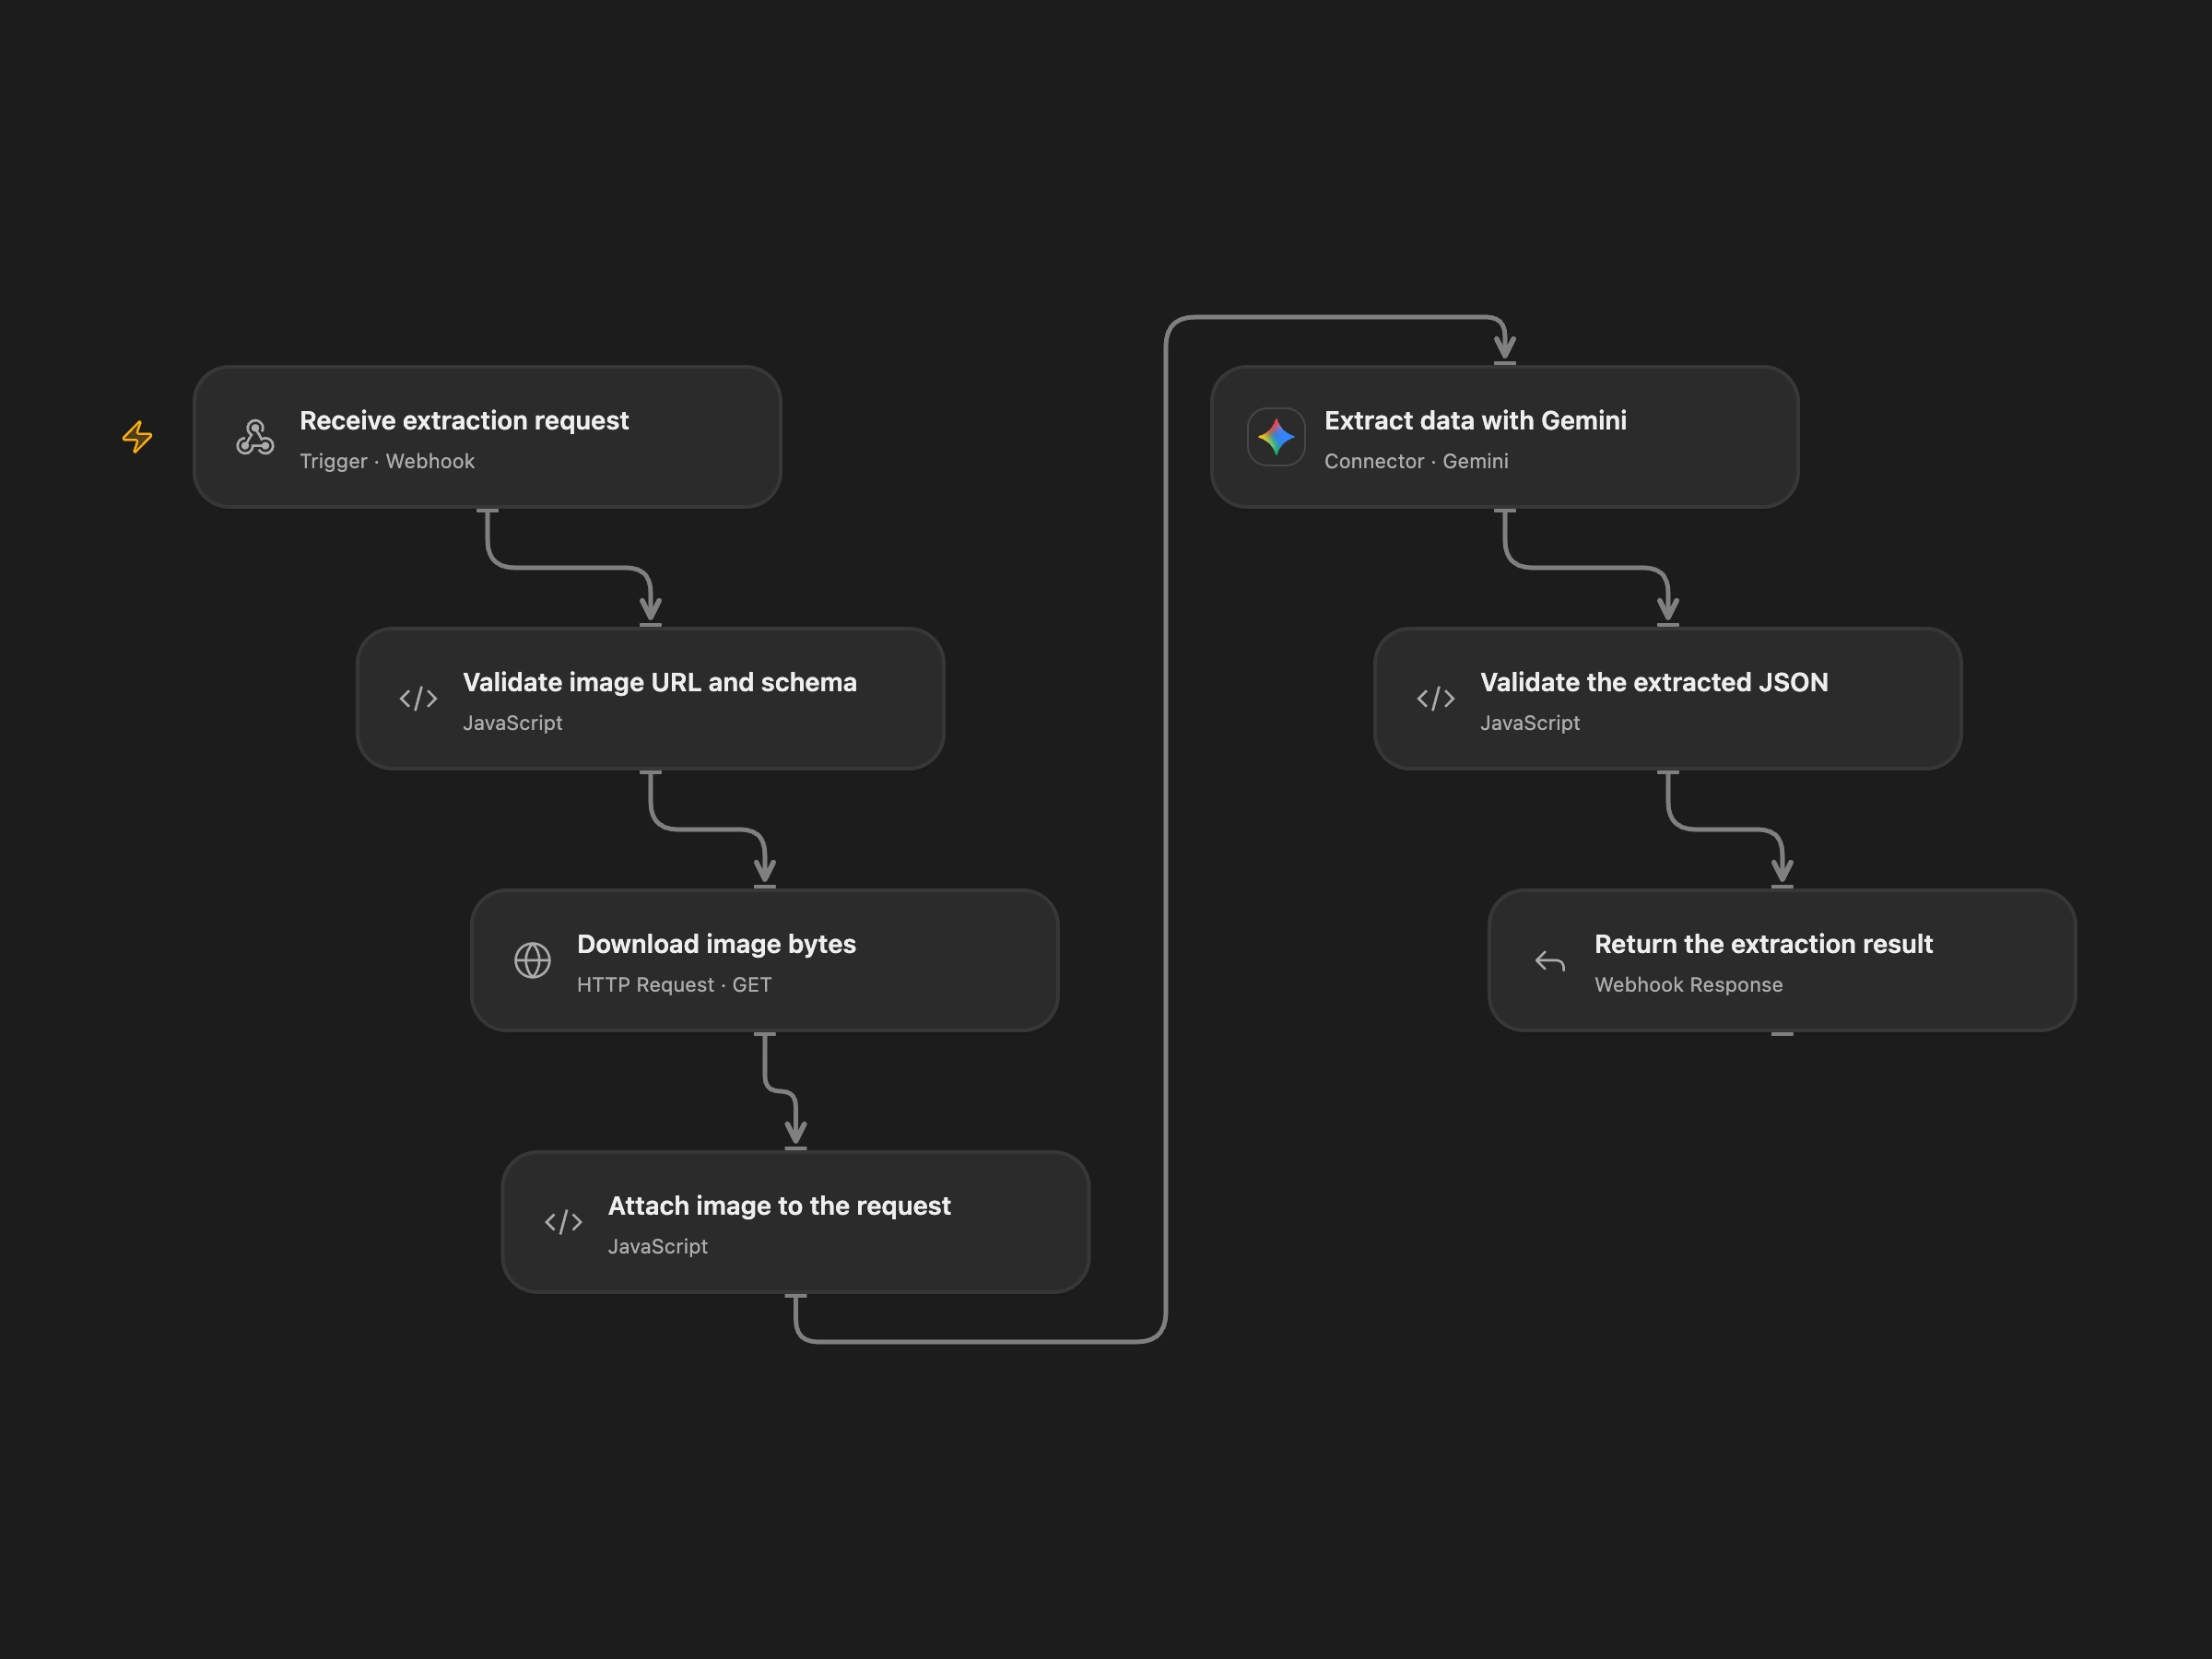 Receive extraction request
Trigger · Webhook
Validate image URL and schema
JavaScript
Download image bytes
HTTP Request · GET
Attach image to the request
JavaScript
Extract data with Gemini
Connector · Gemini
Validate the extracted JSON
JavaScript
Return the extraction result
Webhook Response